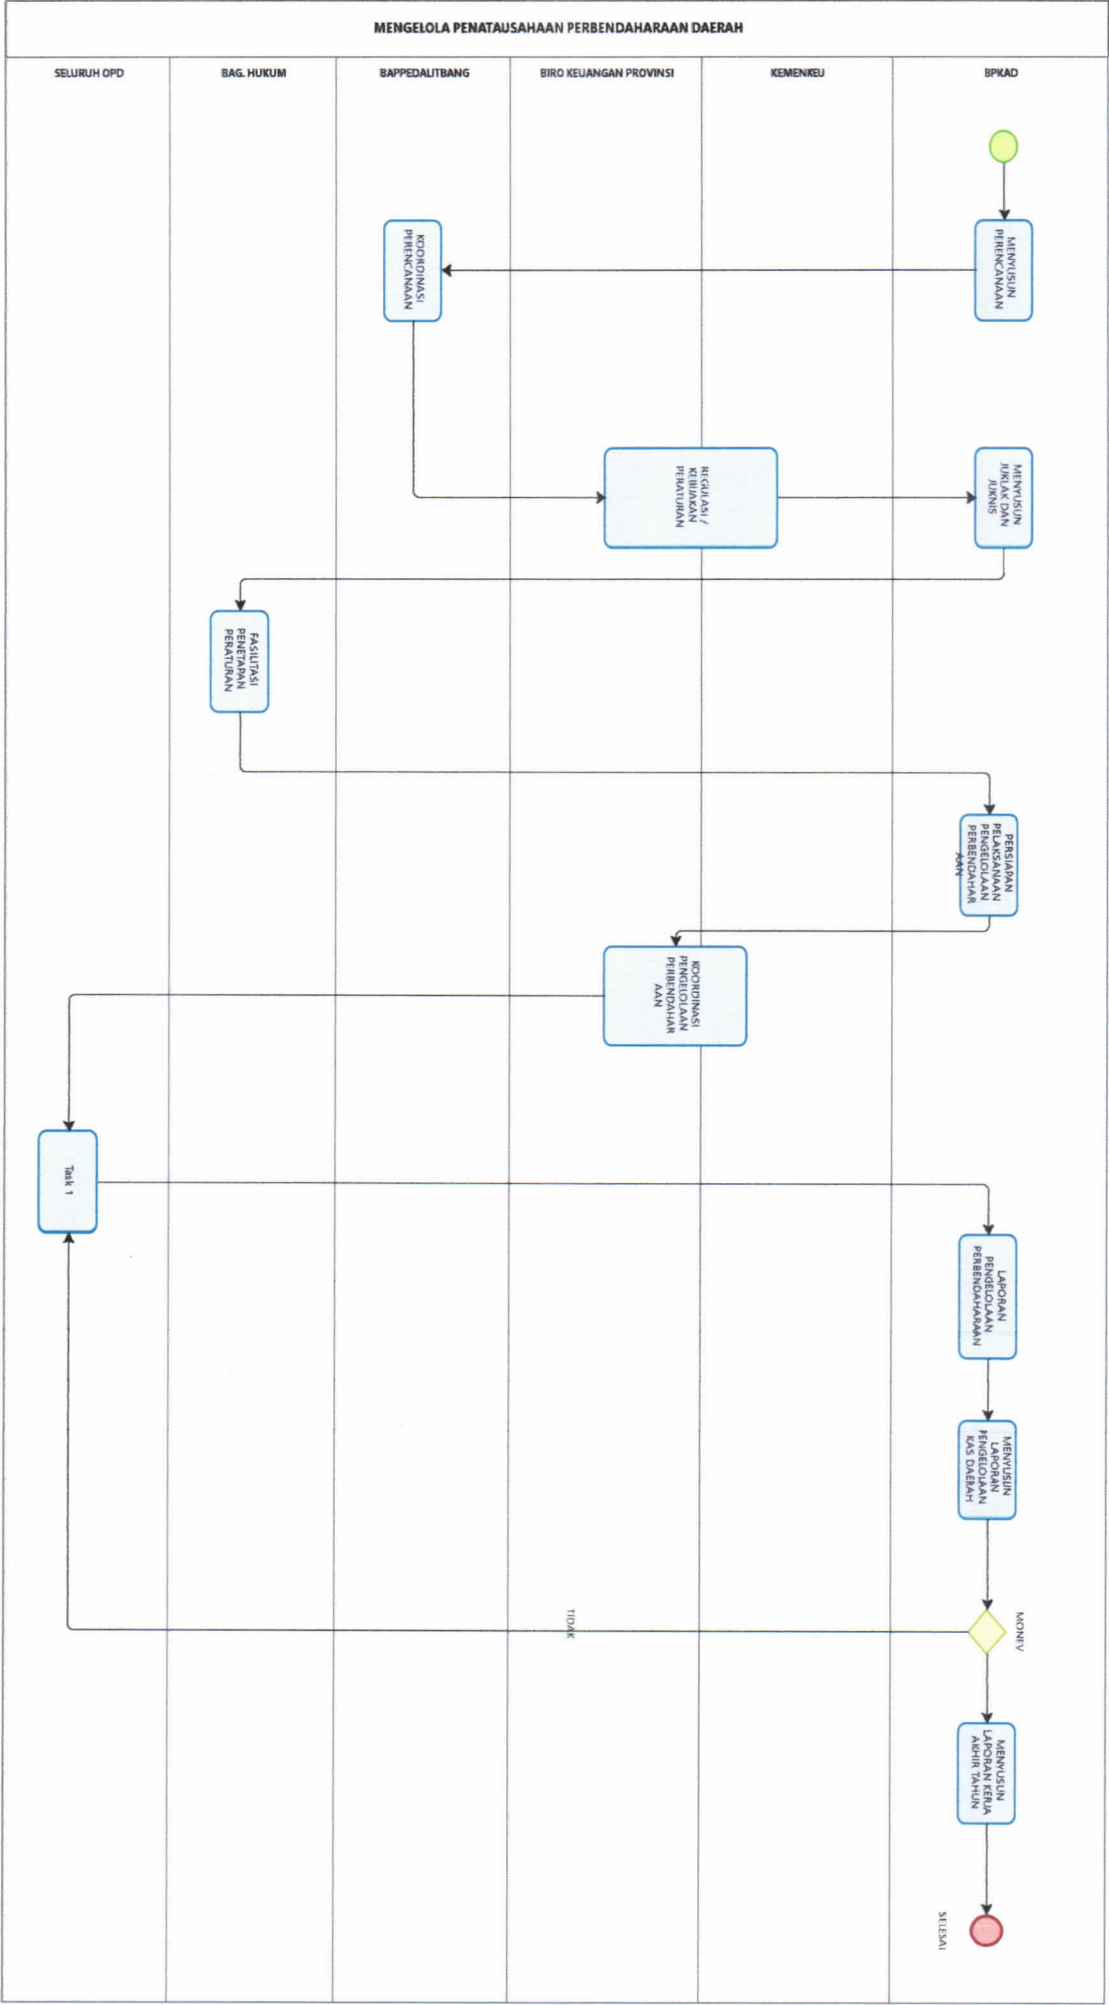 MENGELOLA PENATAUSAHAAN PERBENDAHARAAN DAERAH
SELURUH OPD
BAG. HUKUM
BAPPEDALITBANG
BIRO KEUANGAN PROVINSI
KEMENKEU
BPKAD
MENYUSUN
PERENCANAAN
KOORDINASI
PERENCANAAN
REGULASI /
KEBIJAKAN
PERATURAN
MENYUSUN
JUKLAK DAN
JUKNIS
FASILITASI
PENETAPAN
PERATURAN
PERSIAPAN
PELAKSANAAN
PENGELOLAAN
PERBENDAHAR
AAN
KOORDINASI
PENGELOLAAN
PERBENDAHAR
AAN
Task 1
LAPORAN
PENGELOLAAN
PERBENDAHARAAN
MENYUSUN
LAPORAN
PENGELOLAAN
KAS DAERAH
MONEV
TIDAK
MENYUSUN
LAPORAN KERJA
AKHIR TAHUN
SELESAI